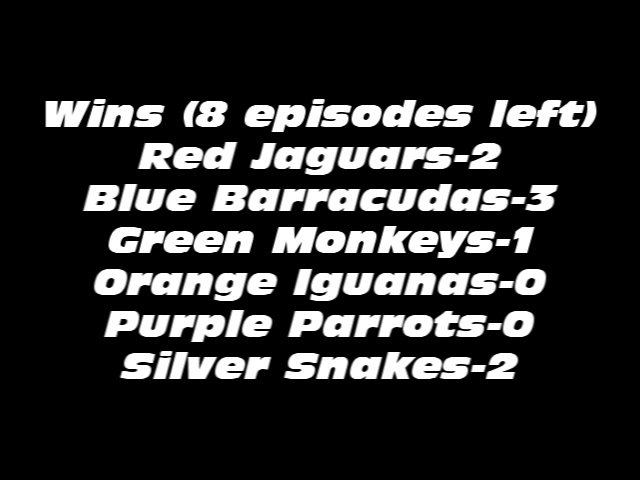 Wins (8 episodes left)
Red Jaguars-2
Blue Barracudas-3
Green Monkeys-1
Orange Iguanas-0
Purple Parrots-0
Silver Snakes-2